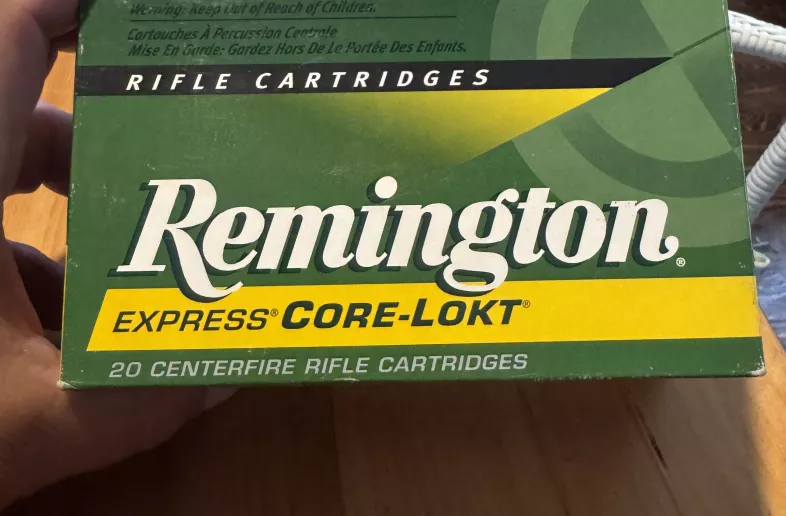 Warning: Keep Out of Reach of Children.
Cartouches À Percussion Centrale
Mise En Garde: Gardez Hors De La Portée Des Enfants.
RIFLE CARTRIDGES
Remington®
EXPRESS® CORE-LOKT®
20 CENTERFIRE RIFLE CARTRIDGES